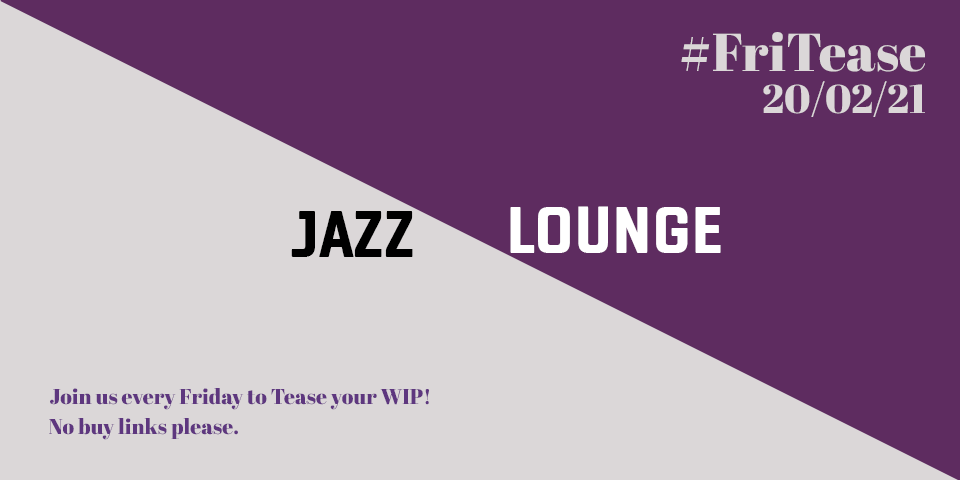 #FriTease
20/02/21
JAZZ LOUNGE
Join us every Friday to Tease your WIP!
No buy links please.